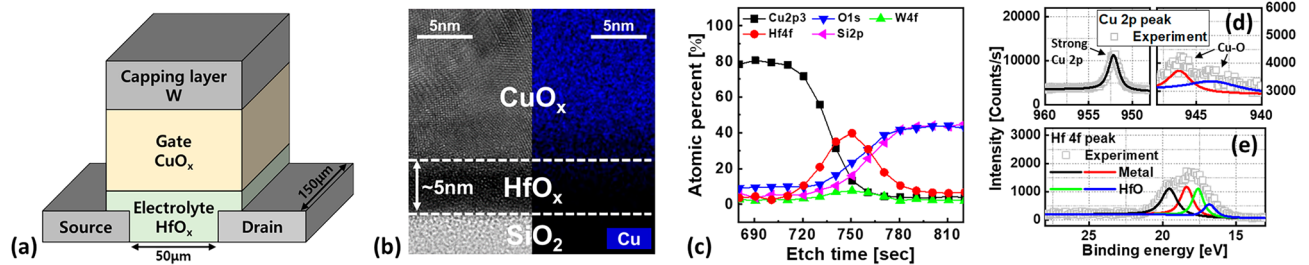 (a)
Capping layer
W
Gate
CuOx
Electrolyte
HfOx
Source
Drain
150μm
50μm
(b)
5nm
5nm
CuOx
~5nm
HfOx
SiO2
Cu
(c)
Atomic percent [%]
100
80
60
40
20
0
Cu2p3
O1s
W4f
Hf4f
Si2p
690
720
750
780
810
Etch time [sec]
Intensity [Counts/s]
(d)
20000
10000
0
Cu 2p peak
Experiment
Strong
Cu 2p
Cu-O
6000
5000
4000
3000
960
955
950
945
940
(e)
3000
2000
1000
0
Hf 4f peak
Experiment
Metal
HfO
25
20
15
Binding energy [eV]